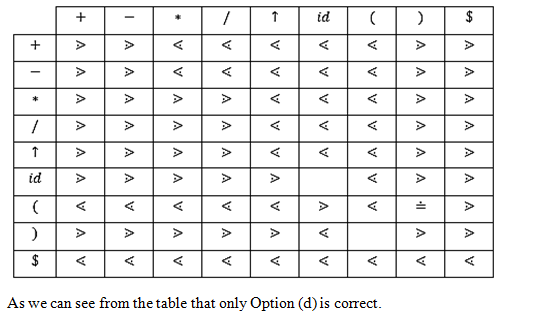 + − * / ↑ id ( ) $
+ ⋗ ⋗ ⋖ ⋖ ⋖ ⋖ ⋖ ⋗ ⋗
− ⋗ ⋗ ⋖ ⋖ ⋖ ⋖ ⋖ ⋗ ⋗
* ⋗ ⋗ ⋗ ⋗ ⋖ ⋖ ⋖ ⋗ ⋗
/ ⋗ ⋗ ⋗ ⋗ ⋖ ⋖ ⋖ ⋗ ⋗
↑ ⋗ ⋗ ⋗ ⋗ ⋖ ⋖ ⋖ ⋗ ⋗
id ⋗ ⋗ ⋗ ⋗ ⋗ ⋖ ⋗ ⋗
( ⋖ ⋖ ⋖ ⋖ ⋖ ⋗ ⋖ ≐ ⋗
) ⋗ ⋗ ⋗ ⋗ ⋗ ⋖ ⋗ ⋗
$ ⋖ ⋖ ⋖ ⋖ ⋖ ⋖ ⋖ ⋖ ⋖
As we can see from the table that only Option (d) is correct.